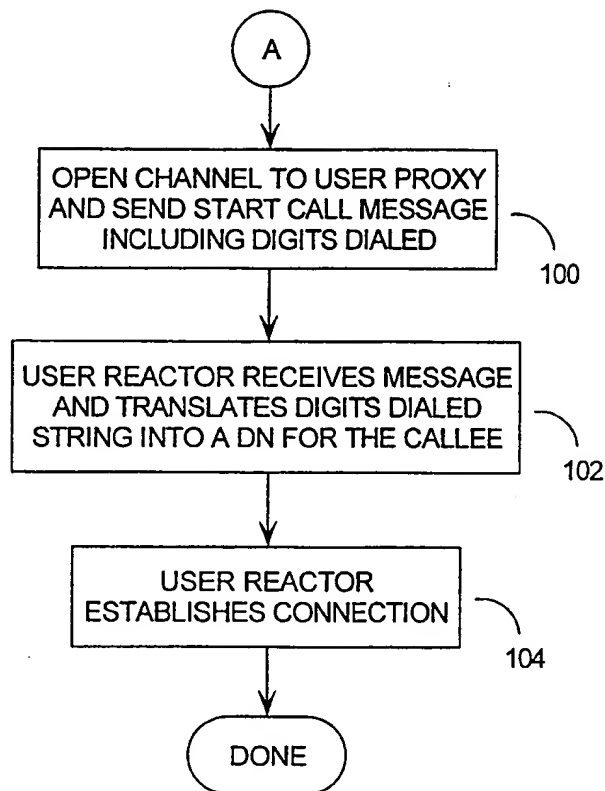 A
OPEN CHANNEL TO USER PROXY
AND SEND START CALL MESSAGE
INCLUDING DIGITS DIALED
100
USER REACTOR RECEIVES MESSAGE
AND TRANSLATES DIGITS DIALED
STRING INTO A DN FOR THE CALLEE
102
USER REACTOR
ESTABLISHES CONNECTION
104
DONE